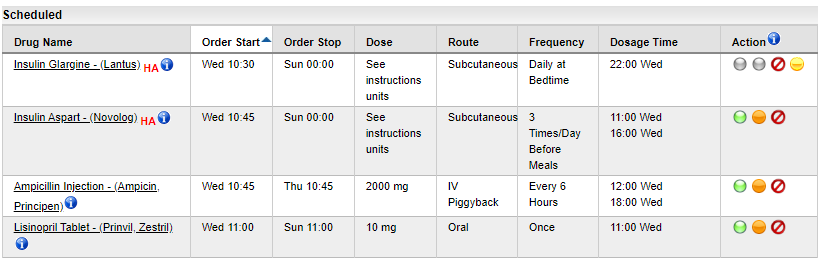 Scheduled
Drug Name Order Start Order Stop Dose Route Frequency Dosage Time Action
Insulin Glargine - (Lantus) HA Wed 10:30 Sun 00:00 See Subcutaneous Daily at 22:00 Wed
instructions Bedtime
units
Insulin Aspart - (Novolog) HA Wed 10:45 Sun 00:00 See Subcutaneous 3 11:00 Wed
instructions Times/Day 16:00 Wed
units Before
Meals
Ampicillin Injection - (Ampicin, Wed 10:45 Thu 10:45 2000 mg IV Every 6 12:00 Wed
Principen) Piggyback Hours 18:00 Wed
Lisinopril Tablet - (Prinvil, Zestril) Wed 11:00 Sun 11:00 10 mg Oral Once 11:00 Wed